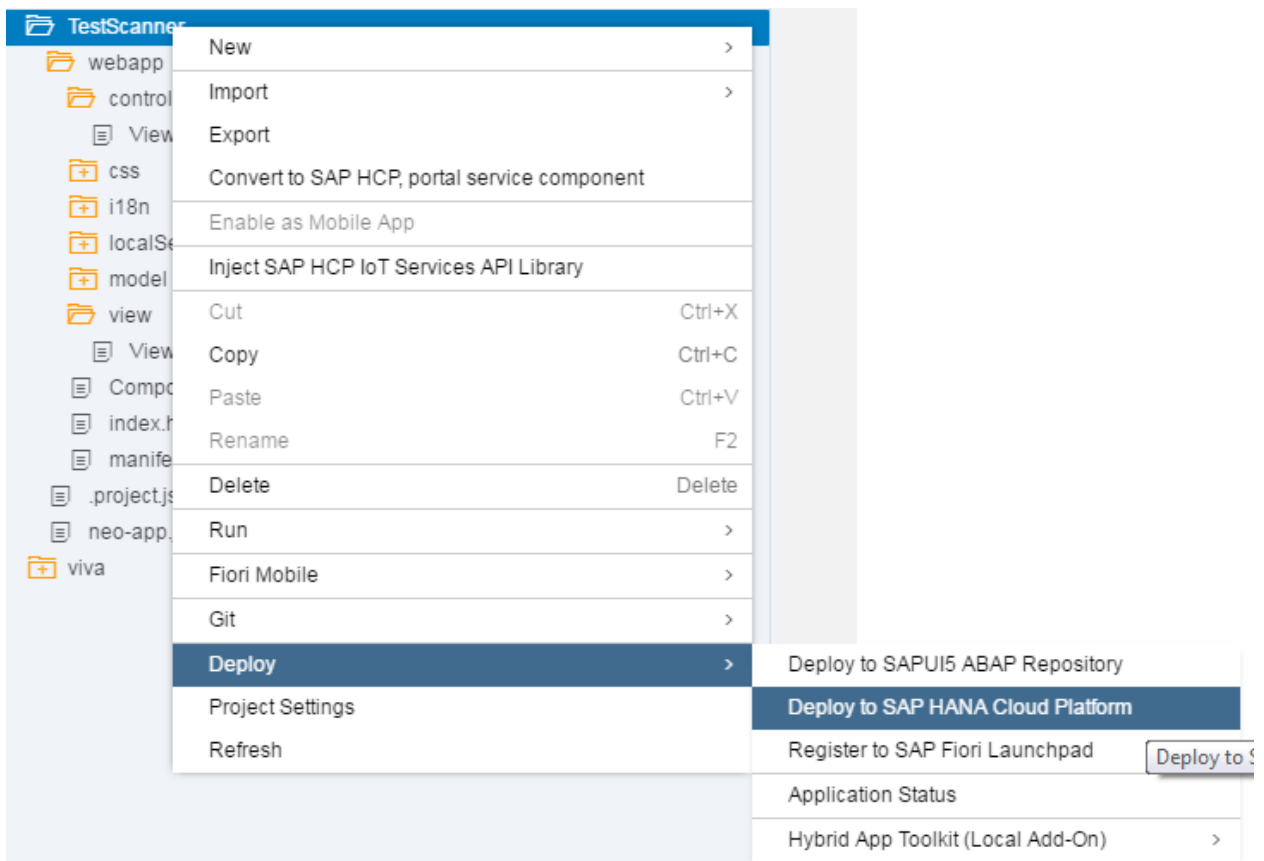 TestScanner
webapp
control
View
css
i18n
localSe
model
view
View
Compo
index.h
manife
.project.js
neo-app.
viva
New
Import
Export
Convert to SAP HCP, portal service component
Enable as Mobile App
Inject SAP HCP IoT Services API Library
Cut Ctrl+X
Copy Ctrl+C
Paste Ctrl+V
Rename F2
Delete Delete
Run
Fiori Mobile
Git
Deploy
Project Settings
Refresh
Deploy to SAPUI5 ABAP Repository
Deploy to SAP HANA Cloud Platform
Register to SAP Fiori Launchpad
Deploy to S
Application Status
Hybrid App Toolkit (Local Add-On)